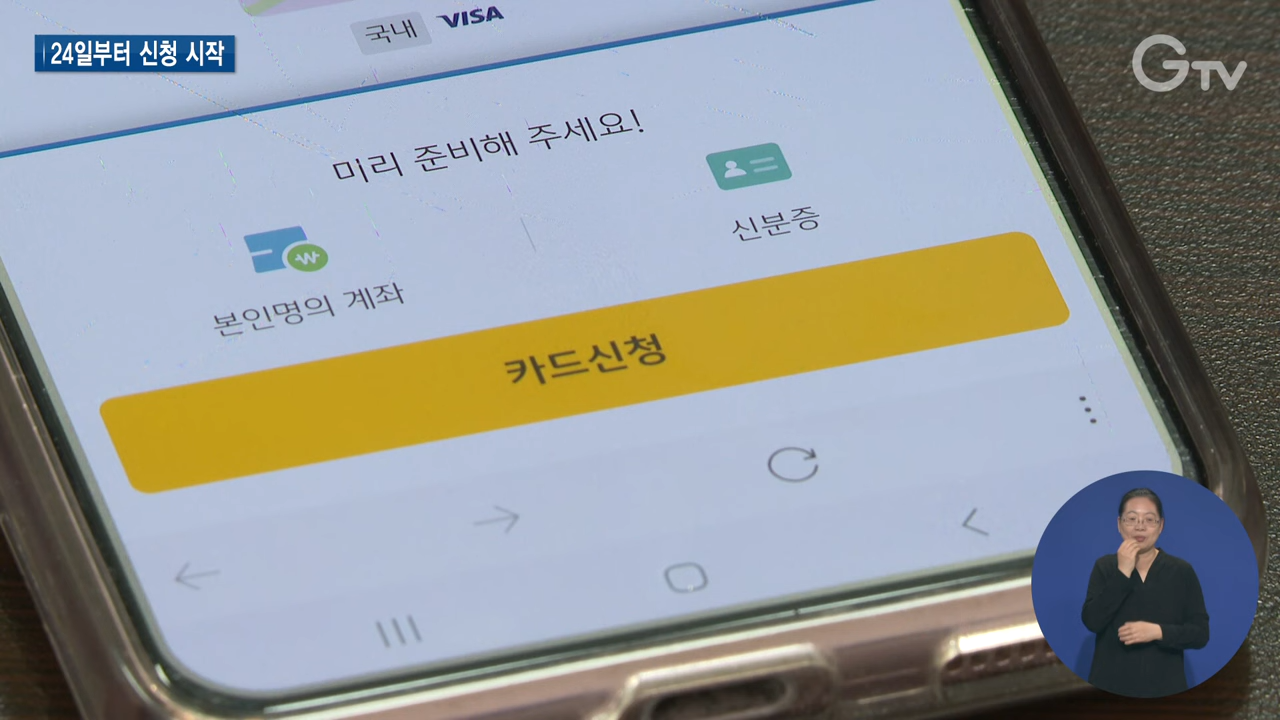 24일부터 신청 시작
GTV
국내 VISA
미리 준비해 주세요!
본인명의 계좌
신분증
카드신청